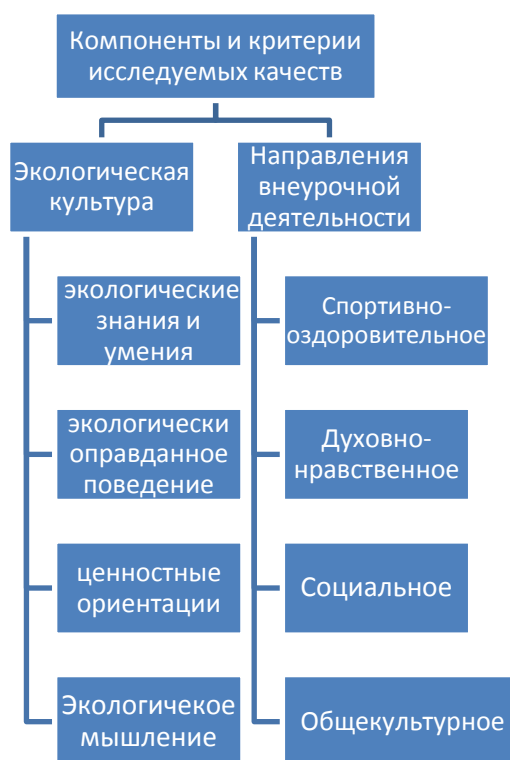 Компоненты и критерии
исследуемых качеств
Экологическая
культура
Направления
внеурочной
деятельности
экологические
знания и
умения
экологически
оправданное
поведение
ценностные
ориентации
Экологичекое
мышление
Спортивно-
оздоровительное
Духовно-
нравственное
Социальное
Общекультурное